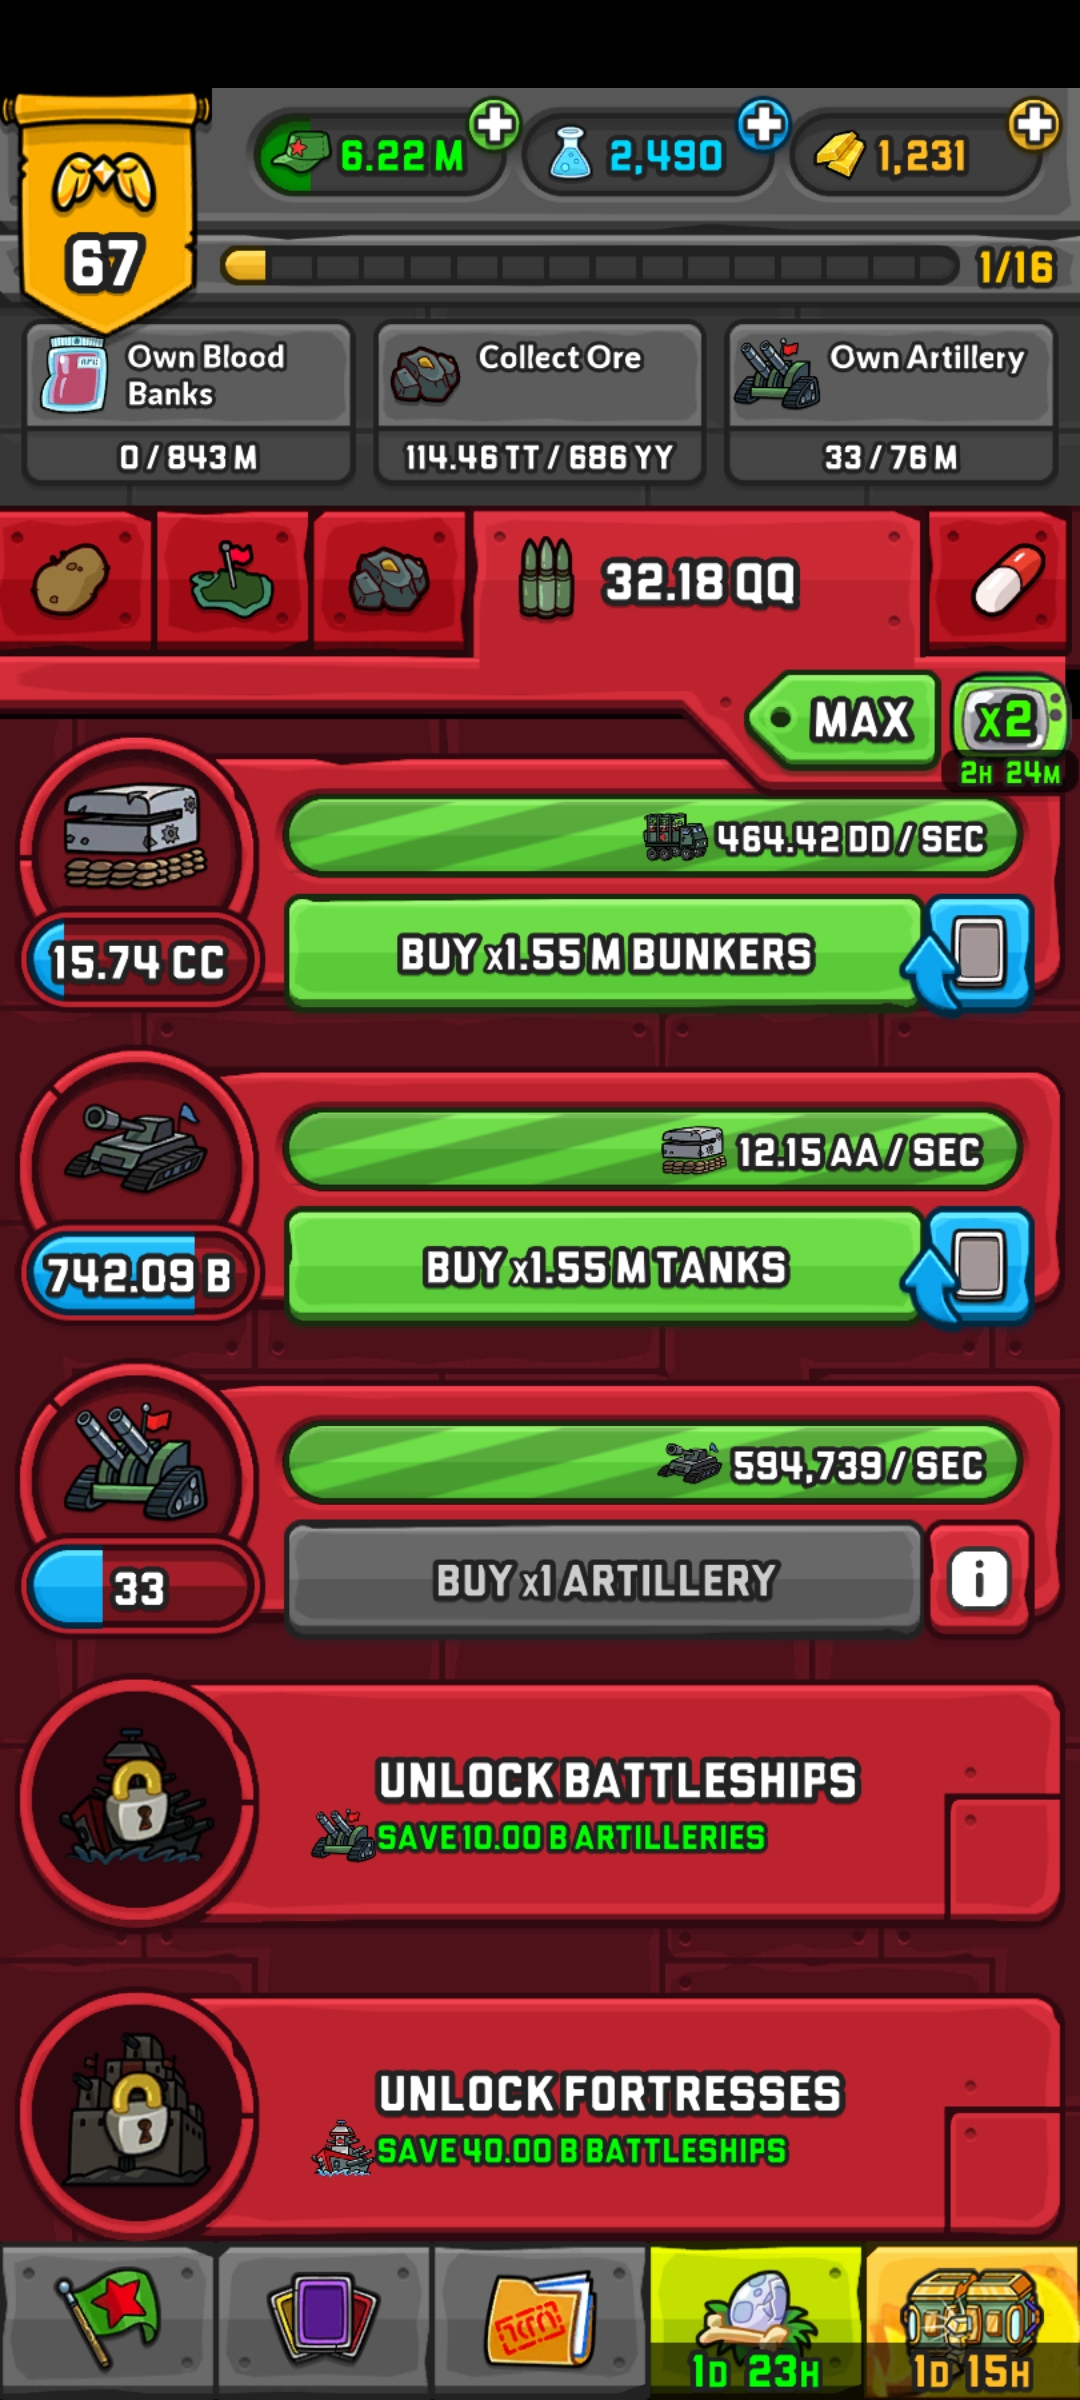 6.22 M
2,490
1,231
67
1/16
Own Blood
Banks
0 / 843 M
Collect Ore
114.46 TT / 686 YY
Own Artillery
33 / 76 M
32.18 QQ
MAX
x2
2H 24M
464.42 DD / SEC
15.74 CC
BUY x1.55 M BUNKERS
12.15 AA / SEC
742.09 B
BUY x1.55 M TANKS
594,739 / SEC
33
BUY x1 ARTILLERY
i
UNLOCK BATTLESHIPS
SAVE 10.00 B ARTILLERIES
UNLOCK FORTRESSES
SAVE 40.00 B BATTLESHIPS
1D 23H
1D 15H